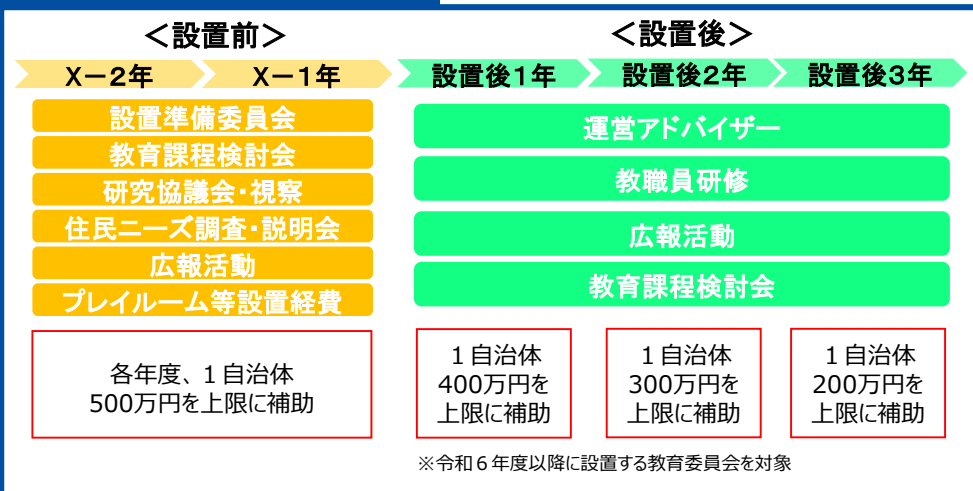 ＜設置前＞
X－2年
X－1年
設置準備委員会
教育課程検討会
研究協議会・視察
住民ニーズ調査・説明会
広報活動
プレイルーム等設置経費
各年度、１自治体
500万円を上限に補助
＜設置後＞
設置後1年
設置後2年
設置後3年
運営アドバイザー
教職員研修
広報活動
教育課程検討会
１自治体
400万円を
上限に補助
１自治体
300万円を
上限に補助
１自治体
200万円を
上限に補助
※令和６年度以降に設置する教育委員会を対象